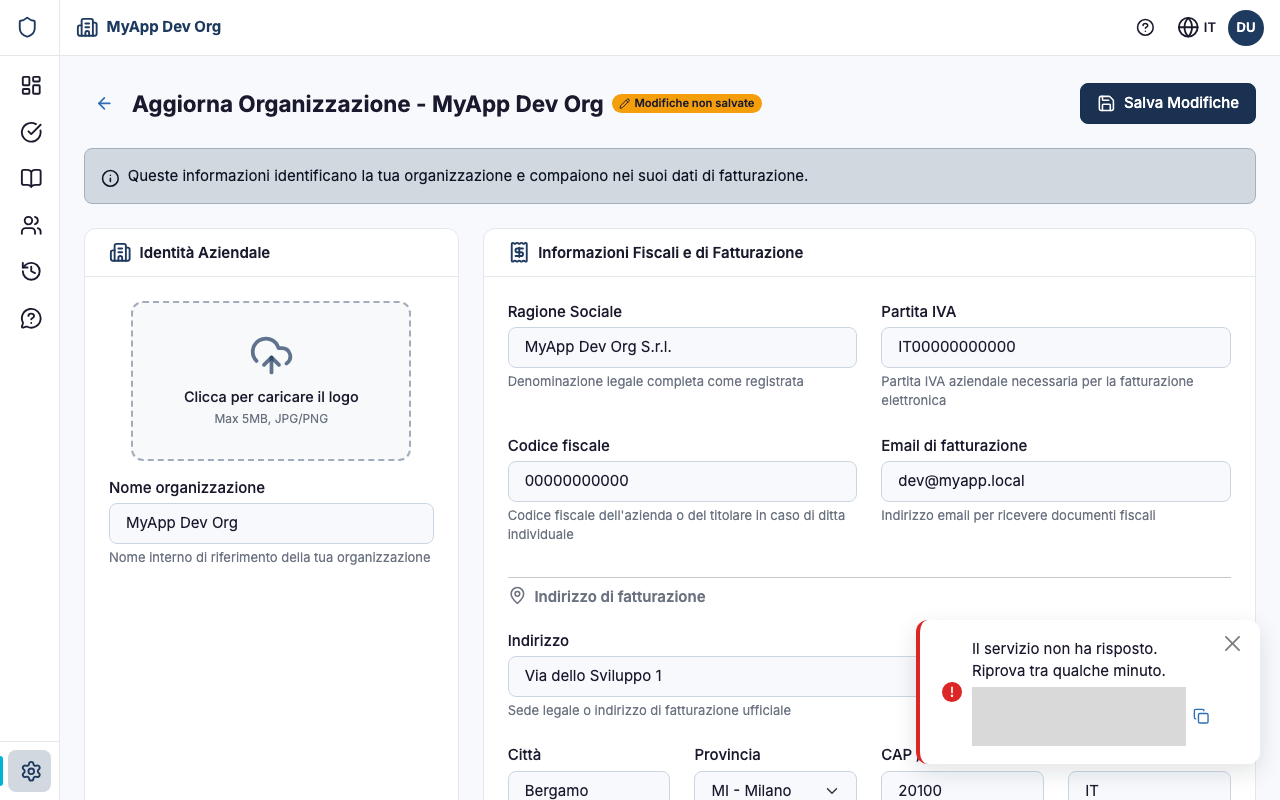 MyApp Dev Org
IT
DU
Aggiorna Organizzazione - MyApp Dev Org
Modifiche non salvate
Salva Modifiche
Queste informazioni identificano la tua organizzazione e compaiono nei suoi dati di fatturazione.
Identità Aziendale
Clicca per caricare il logo
Max 5MB, JPG/PNG
Nome organizzazione
MyApp Dev Org
Nome interno di riferimento della tua organizzazione
Informazioni Fiscali e di Fatturazione
Ragione Sociale
MyApp Dev Org S.r.l.
Denominazione legale completa come registrata
Partita IVA
IT00000000000
Partita IVA aziendale necessaria per la fatturazione
elettronica
Codice fiscale
00000000000
Codice fiscale dell'azienda o del titolare in caso di ditta
individuale
Email di fatturazione
dev@myapp.local
Indirizzo email per ricevere documenti fiscali
Indirizzo di fatturazione
Indirizzo
Via dello Sviluppo 1
Sede legale o indirizzo di fatturazione ufficiale
Città
Bergamo
Provincia
MI - Milano
CAP
20100
IT
Il servizio non ha risposto.
Riprova tra qualche minuto.